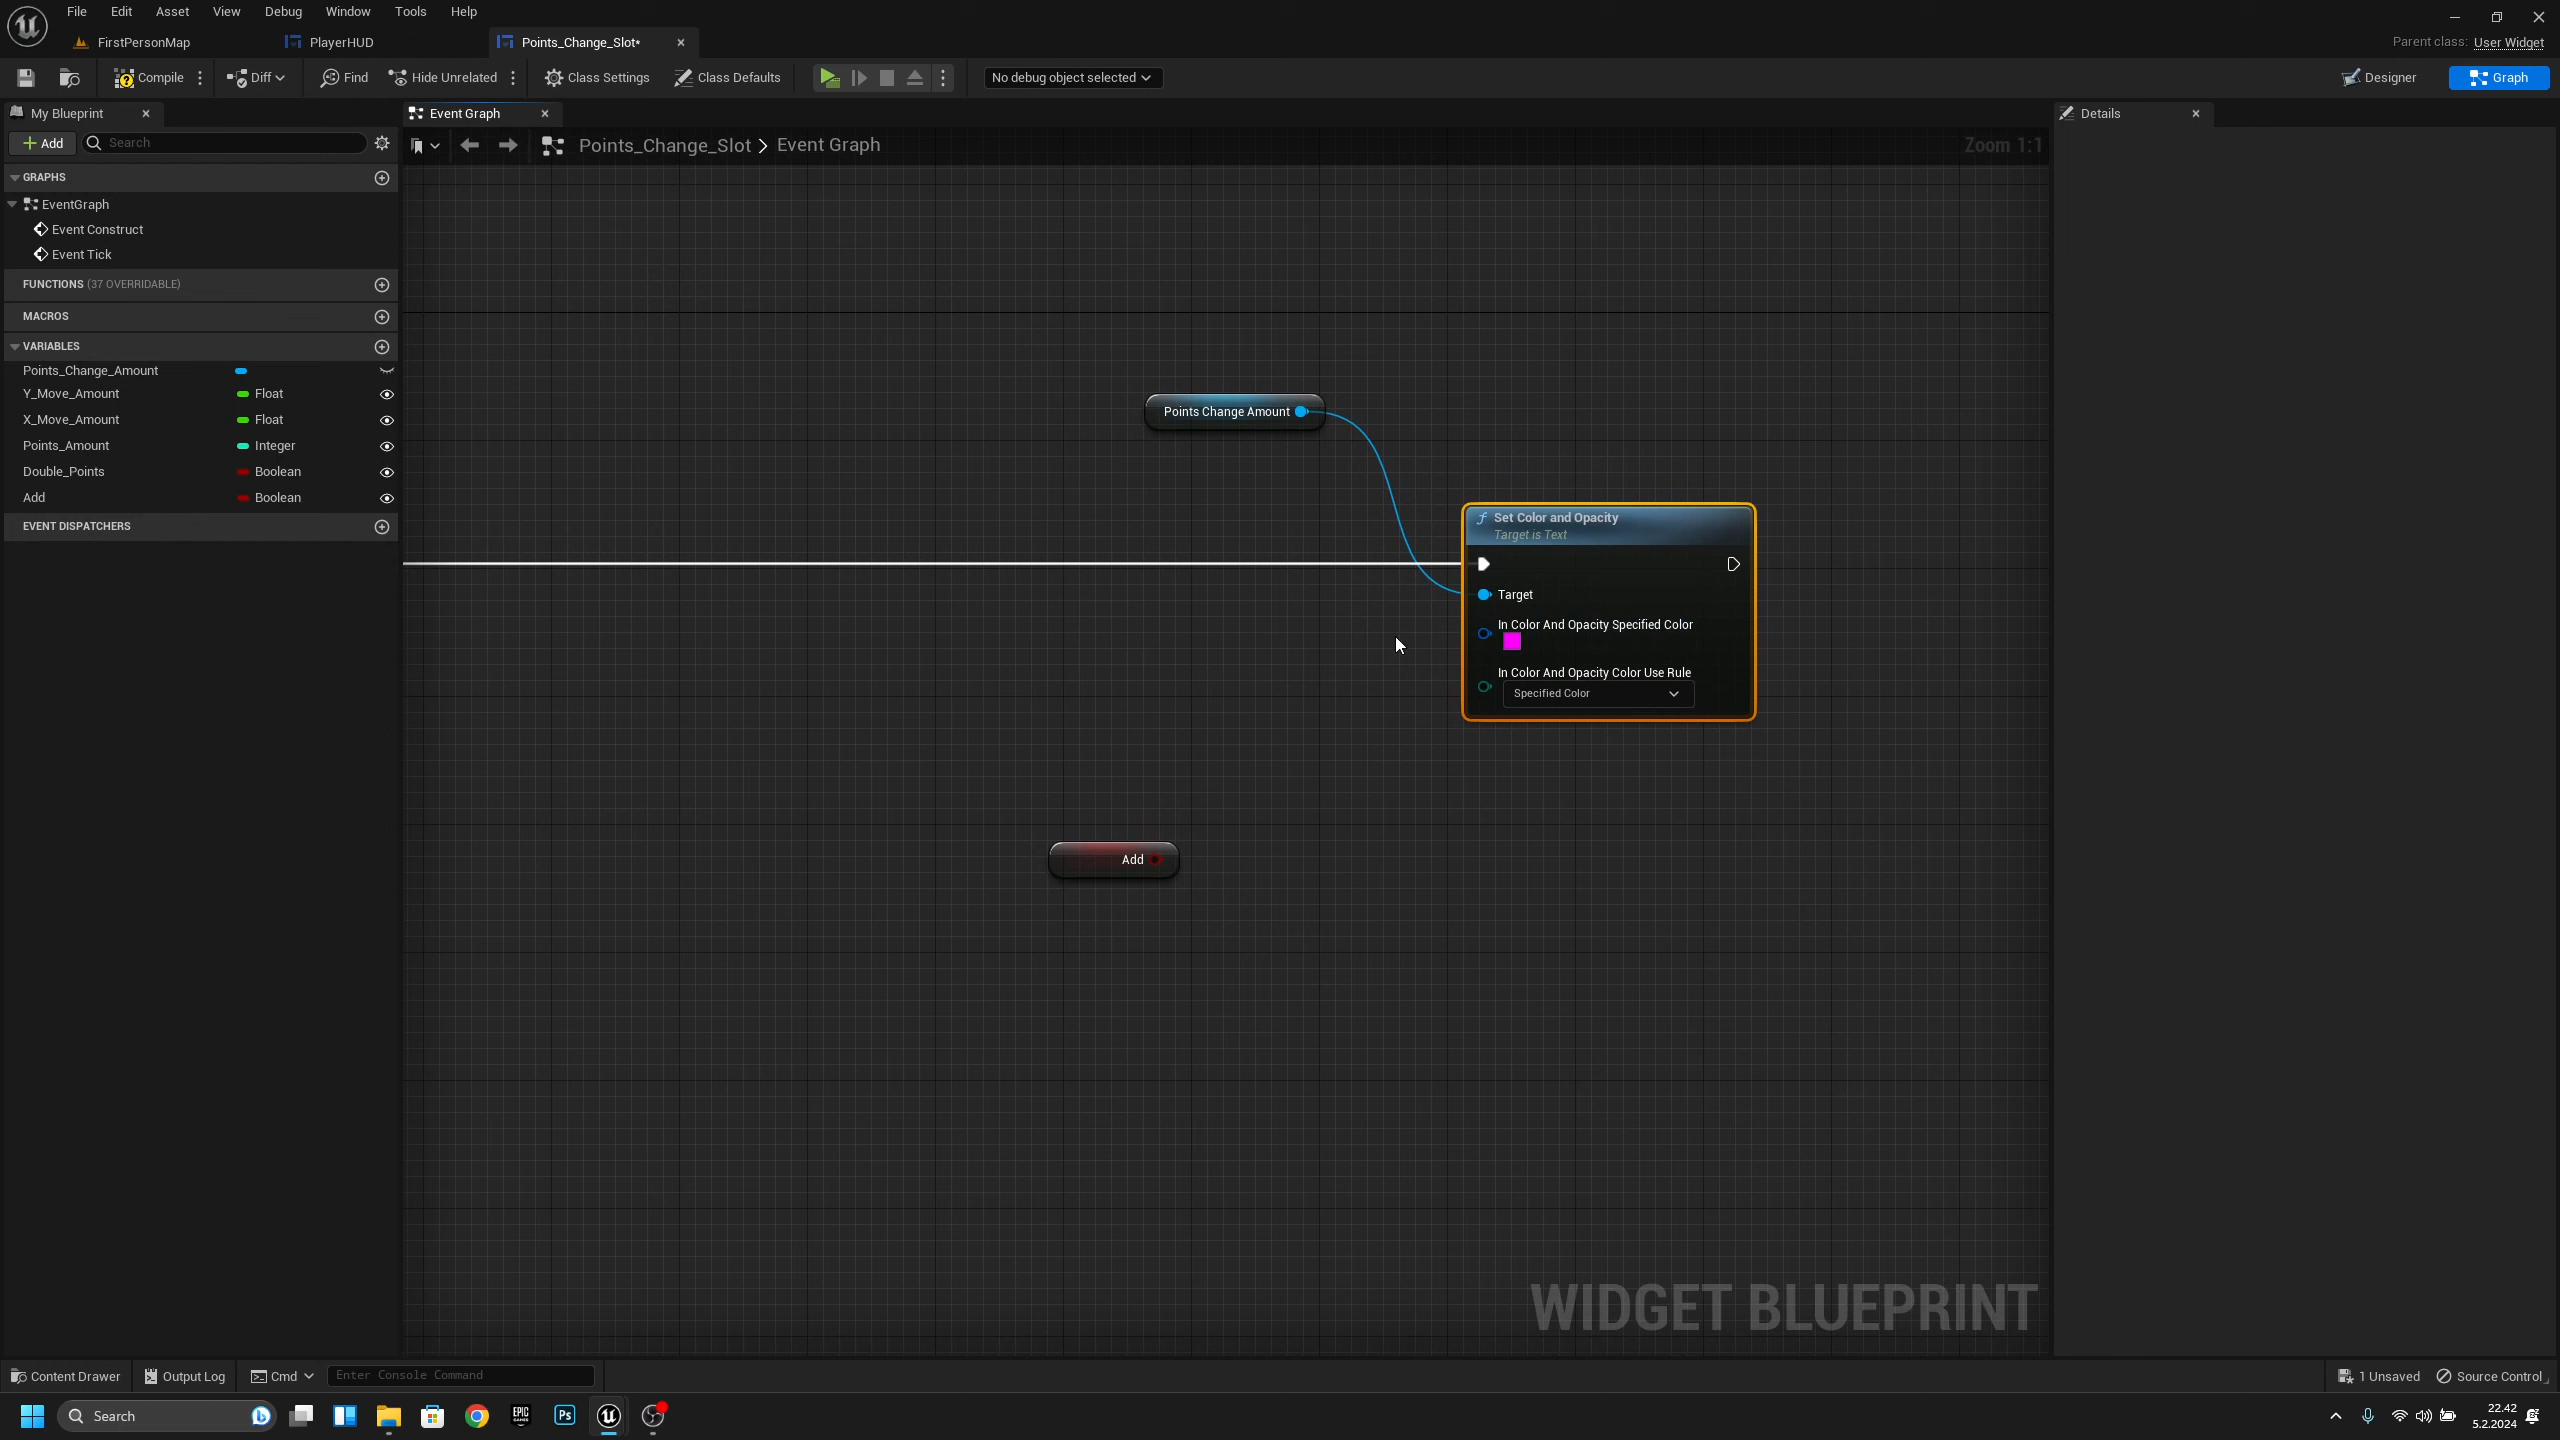 File Edit Asset View Debug Window Tools Help
FirstPersonMap PlayerHUD Points_Change_Slot*
Parent class: User Widget
Compile Diff Find Hide Unrelated Class Settings Class Defaults No debug object selected Designer Graph
My Blueprint
Event Graph
Details
Add Search
Points_Change_Slot > Event Graph
Zoom 1:1
GRAPHS
EventGraph
Event Construct
Event Tick
FUNCTIONS (37 OVERRIDABLE)
MACROS
VARIABLES
Points_Change_Amount
Y_Move_Amount Float
X_Move_Amount Float
Points_Amount Integer
Double_Points Boolean
Add Boolean
EVENT DISPATCHERS
Points Change Amount
Set Color and Opacity
Target is Text
Target
In Color And Opacity Specified Color
In Color And Opacity Color Use Rule
Specified Color
Add
WIDGET BLUEPRINT
Content Drawer Output Log Cmd Enter Console Command 1 Unsaved Source Control
Search
EPIC GAMES
Ps
22.42
5.2.2024